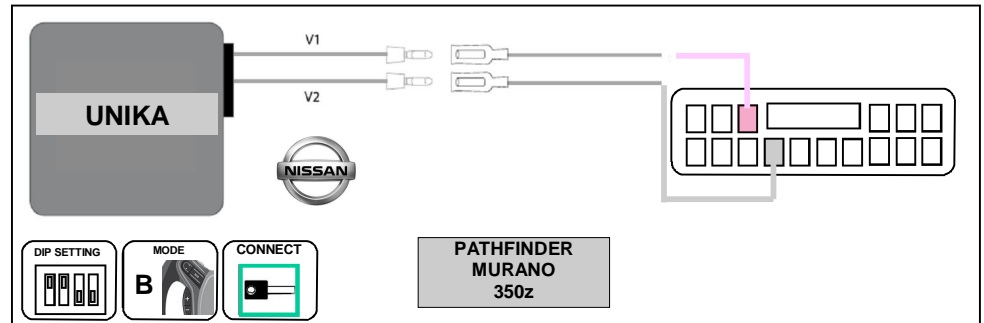 V1
V2
UNIKA
NISSAN
DIP SETTING
MODE
B
CONNECT
PATHFINDER
MURANO
350z